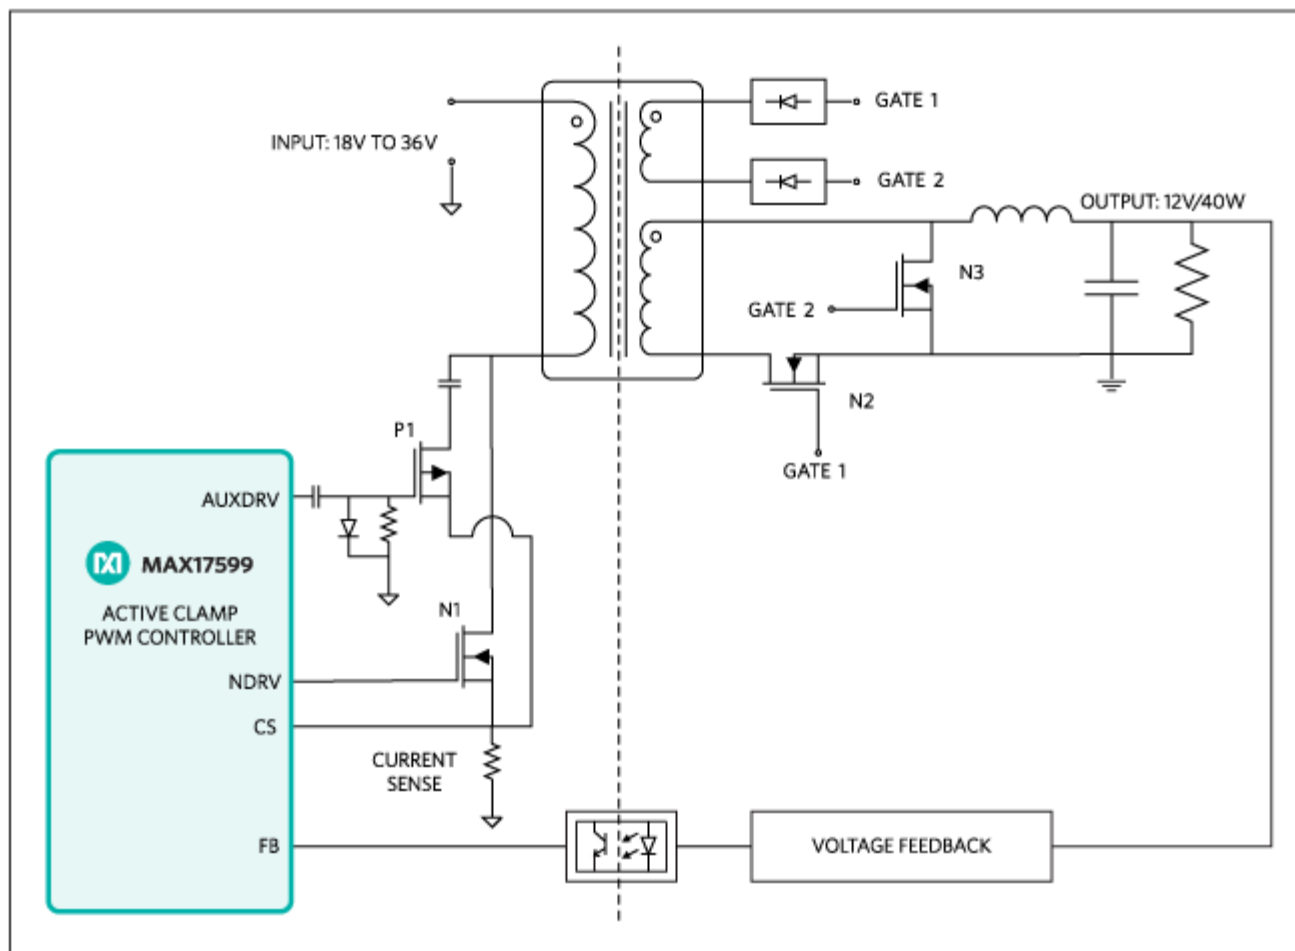 GATE 1
INPUT: 18V TO 36V
GATE 2
OUTPUT: 12V/40W
N3
GATE 2
N2
P1
GATE 1
AUXDRV
MAX17599
ACTIVE CLAMP
PWM CONTROLLER
N1
NDRV
CS
CURRENT
SENSE
FB
VOLTAGE FEEDBACK